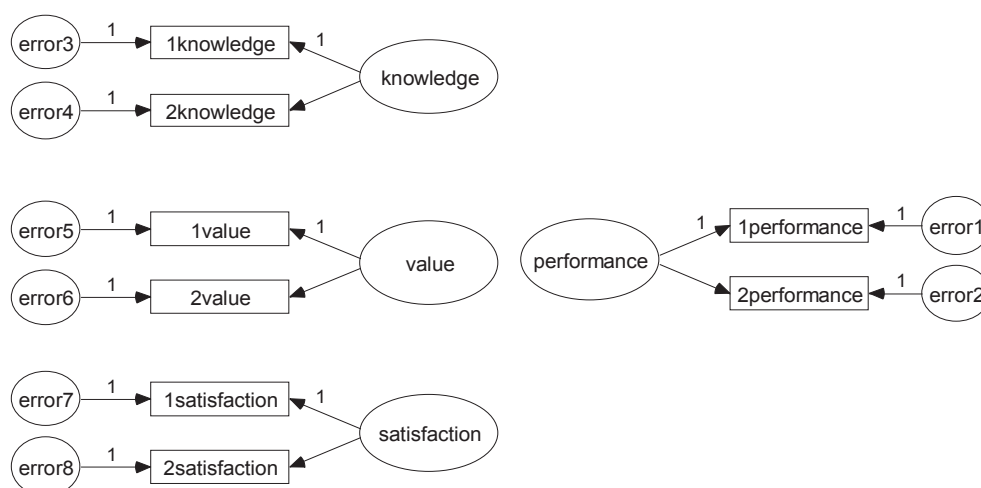 error3 1 1knowledge 1
knowledge
error4 1 2knowledge
error5 1 1value 1
value
error6 1 2value
performance
1 1performance 1 error1
2performance 1 error2
error7 1 1satisfaction 1
satisfaction
error8 1 2satisfaction